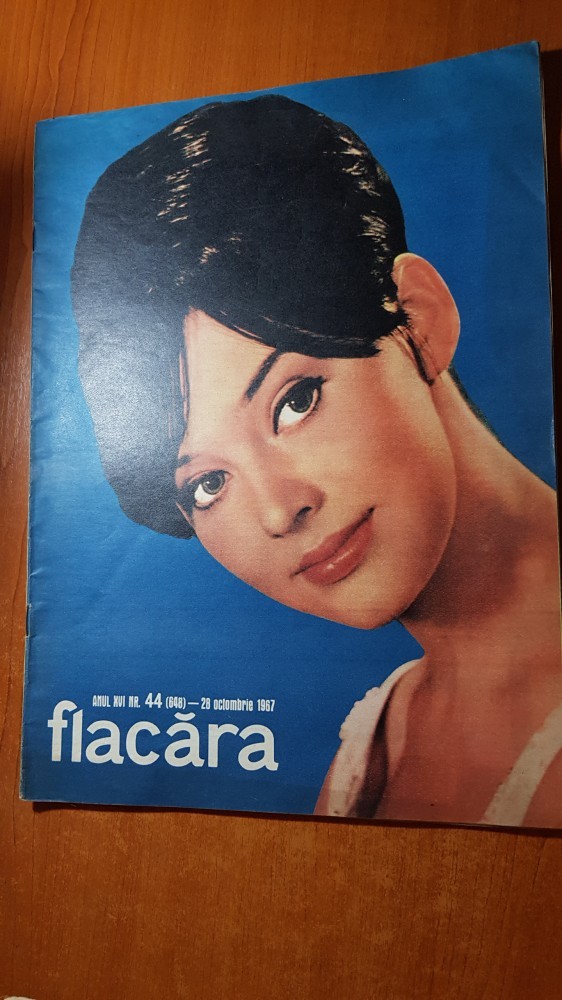 ANUL XVI NR. 44 (648) — 28 octombrie 1967
flacăra